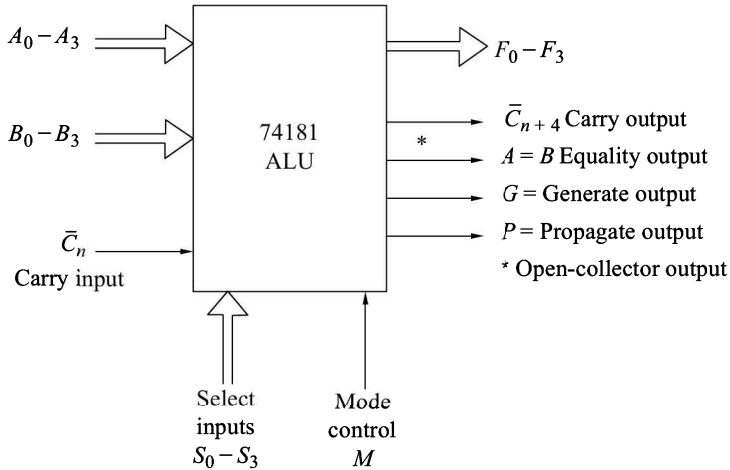 A₀ – A₃
F₀ – F₃
B₀ – B₃
74181
ALU
C̅ₙ₊₄ Carry output
*
A = B Equality output
G = Generate output
P = Propagate output
* Open-collector output
C̅ₙ
Carry input
Select
inputs
S₀ – S₃
Mode
control
M